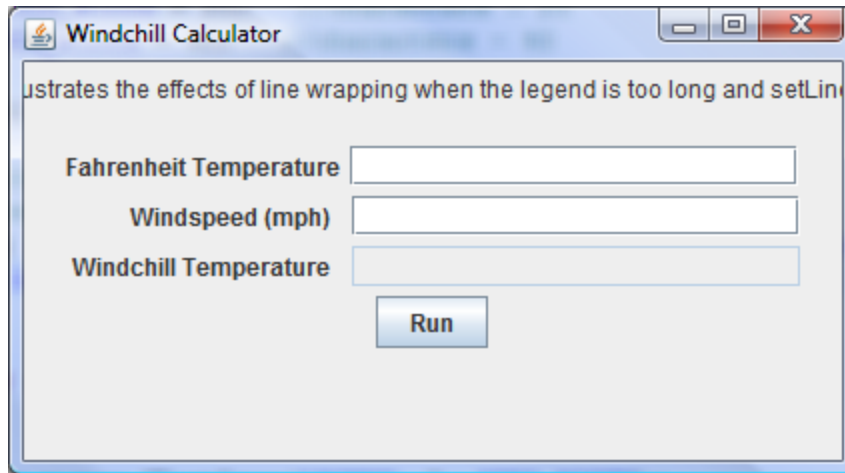 Windchill Calculator
ustrates the effects of line wrapping when the legend is too long and setLine
Fahrenheit Temperature
Windspeed (mph)
Windchill Temperature
Run